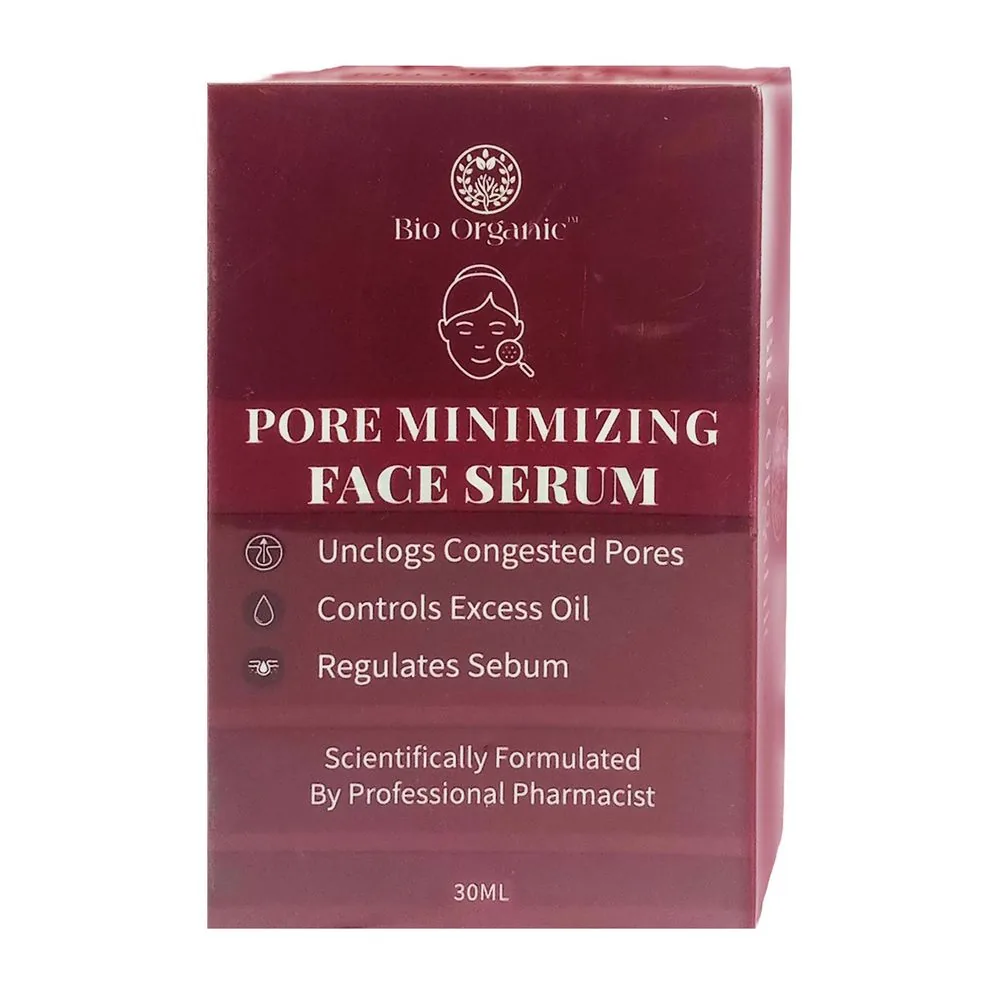 Bio Organic™
PORE MINIMIZING
FACE SERUM
Unclogs Congested Pores
Controls Excess Oil
Regulates Sebum
Scientifically Formulated
By Professional Pharmacist
30ML